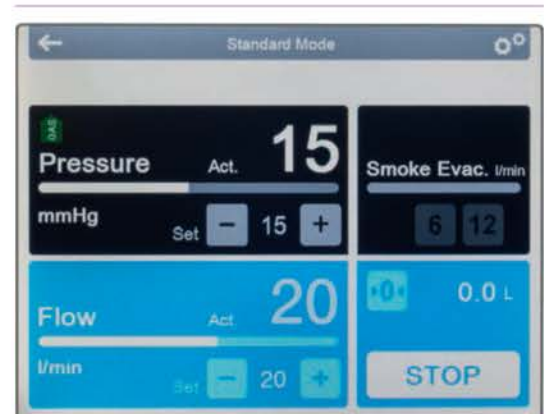 Standard Mode
GAS
Pressure Act. 15
mmHg Set − 15 +
Smoke Evac. l/min
6 12
Flow Act. 20
l/min Set − 20 +
0 0.0 L
STOP